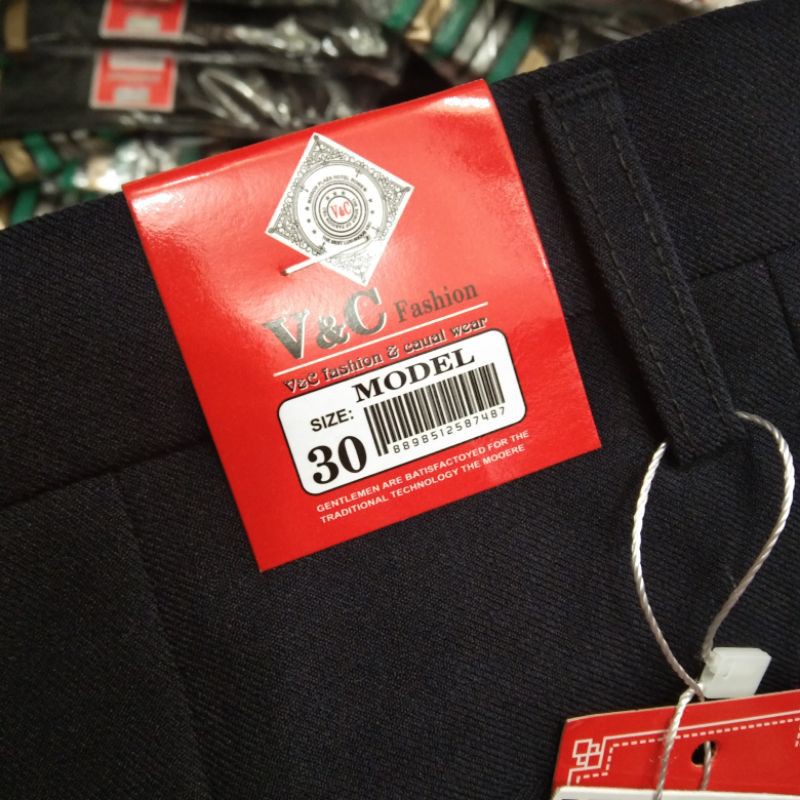 V&C
V&C Fashion
V&C fashion & caual wear
MODEL
SIZE:
30
8898512587487
GENTLEMEN ARE BATISFACTOYED FOR THE
TRADITIONAL TECHNOLOGY THE MOOERE